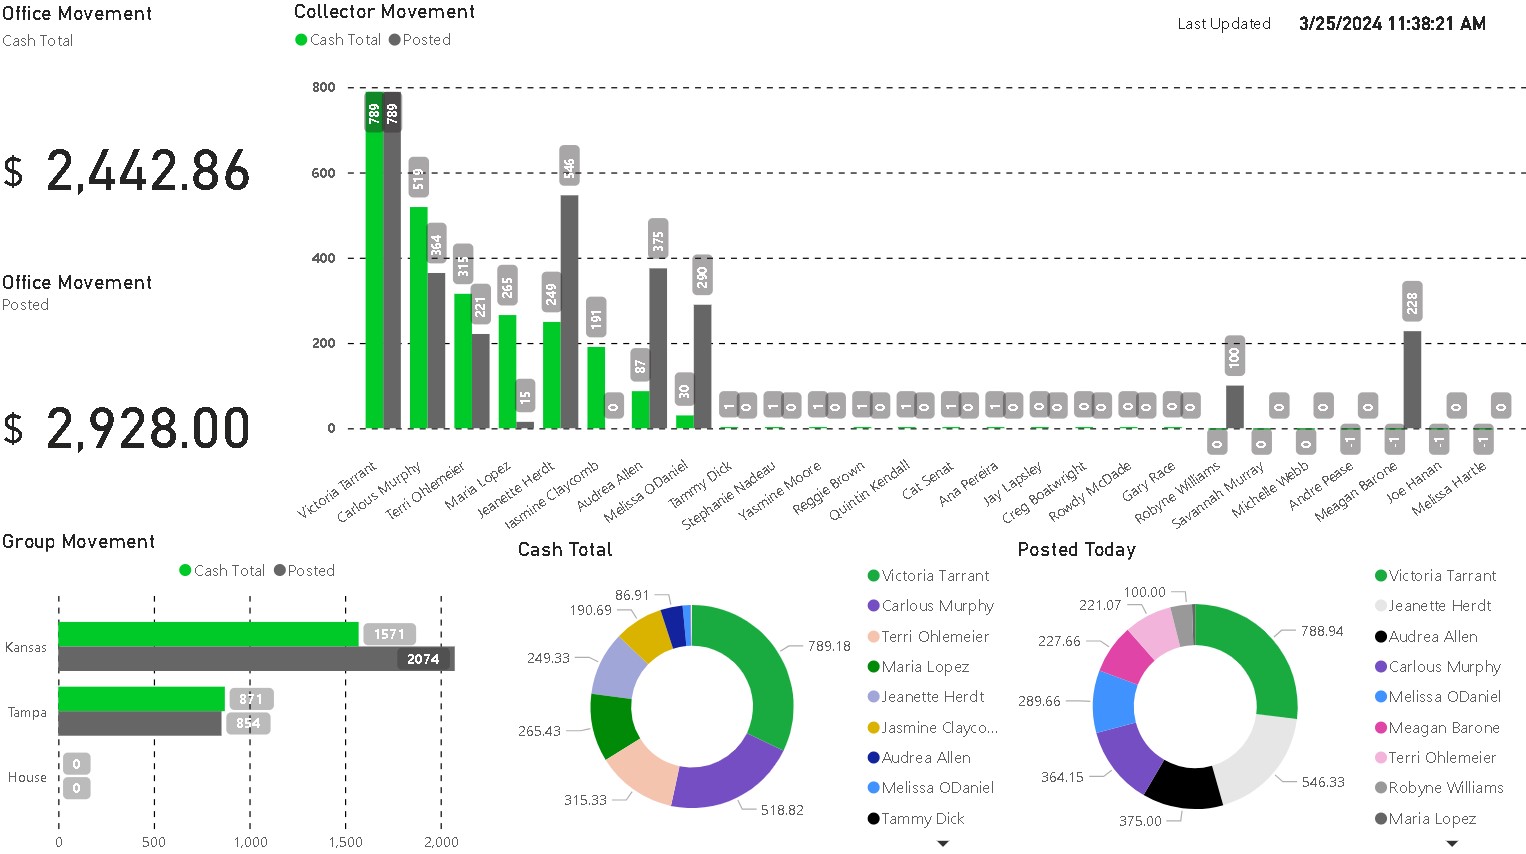 Office Movement
Cash Total
$ 2,442.86
Office Movement
Posted
$ 2,928.00
Collector Movement
Cash Total Posted
Last Updated 3/25/2024 11:38:21 AM
800
600
400
200
0
789 789
519 364
315 221
265 15
249 546
191 0
87 375
30 290
1 0
1 0
1 0
1 0
1 0
1 0
1 0
0 0
0 0
0 0
0 0
0 100
0 0
0 0
-1 0
-1 228
-1 0
-1 0
Victoria Tarrant
Carlous Murphy
Terri Ohlemeier
Maria Lopez
Jeanette Herdt
Jasmine Claycomb
Audrea Allen
Melissa ODaniel
Tammy Dick
Stephanie Nadeau
Yasmine Moore
Reggie Brown
Quintin Kendall
Cat Senat
Ana Pereira
Jay Lapsley
Creg Boatwright
Rowdy McDade
Gary Race
Robyne Williams
Savannah Murray
Michelle Webb
Andre Pease
Meagan Barone
Joe Hanan
Melissa Hartle
Group Movement
Cash Total Posted
Kansas
1571
2074
Tampa
871
854
House
0
0
0 500 1,000 1,500 2,000
Cash Total
789.18
518.82
315.33
265.43
249.33
190.69
86.91
Victoria Tarrant
Carlous Murphy
Terri Ohlemeier
Maria Lopez
Jeanette Herdt
Jasmine Clayco...
Audrea Allen
Melissa ODaniel
Tammy Dick
Posted Today
788.94
546.33
375.00
364.15
289.66
227.66
221.07
100.00
Victoria Tarrant
Jeanette Herdt
Audrea Allen
Carlous Murphy
Melissa ODaniel
Meagan Barone
Terri Ohlemeier
Robyne Williams
Maria Lopez